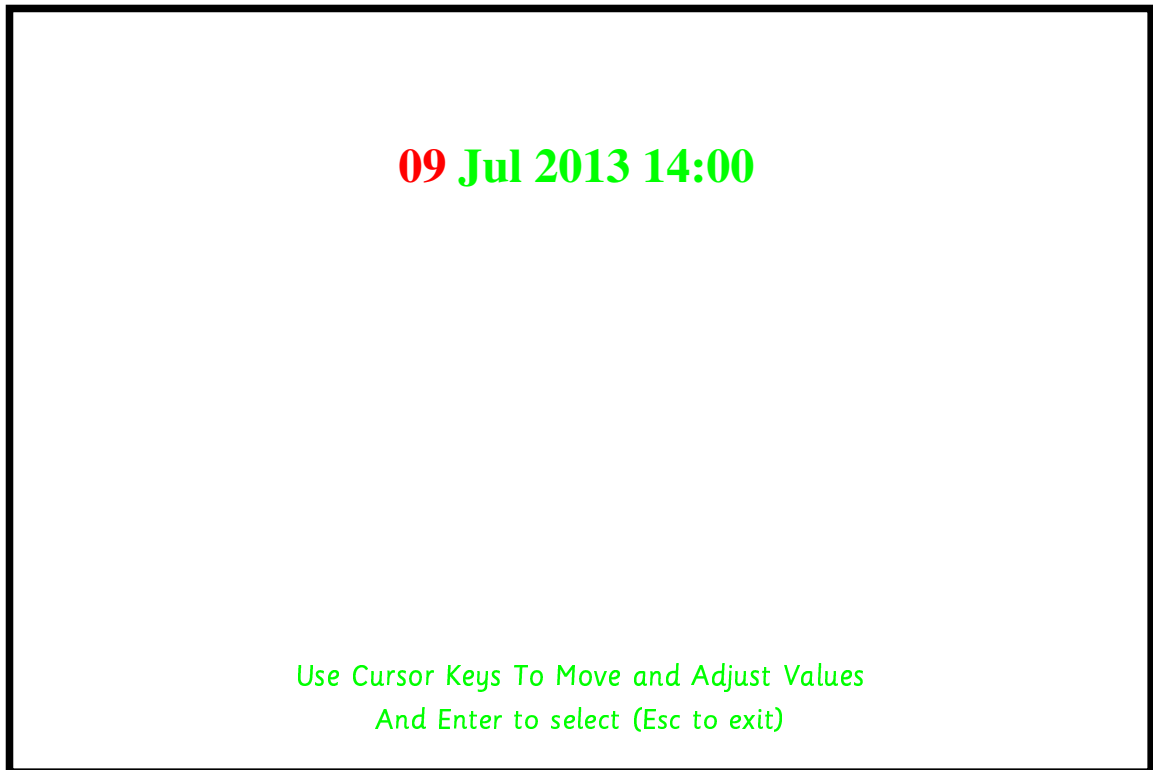 09 Jul 2013 14:00
Use Cursor Keys To Move and Adjust Values
And Enter to select (Esc to exit)